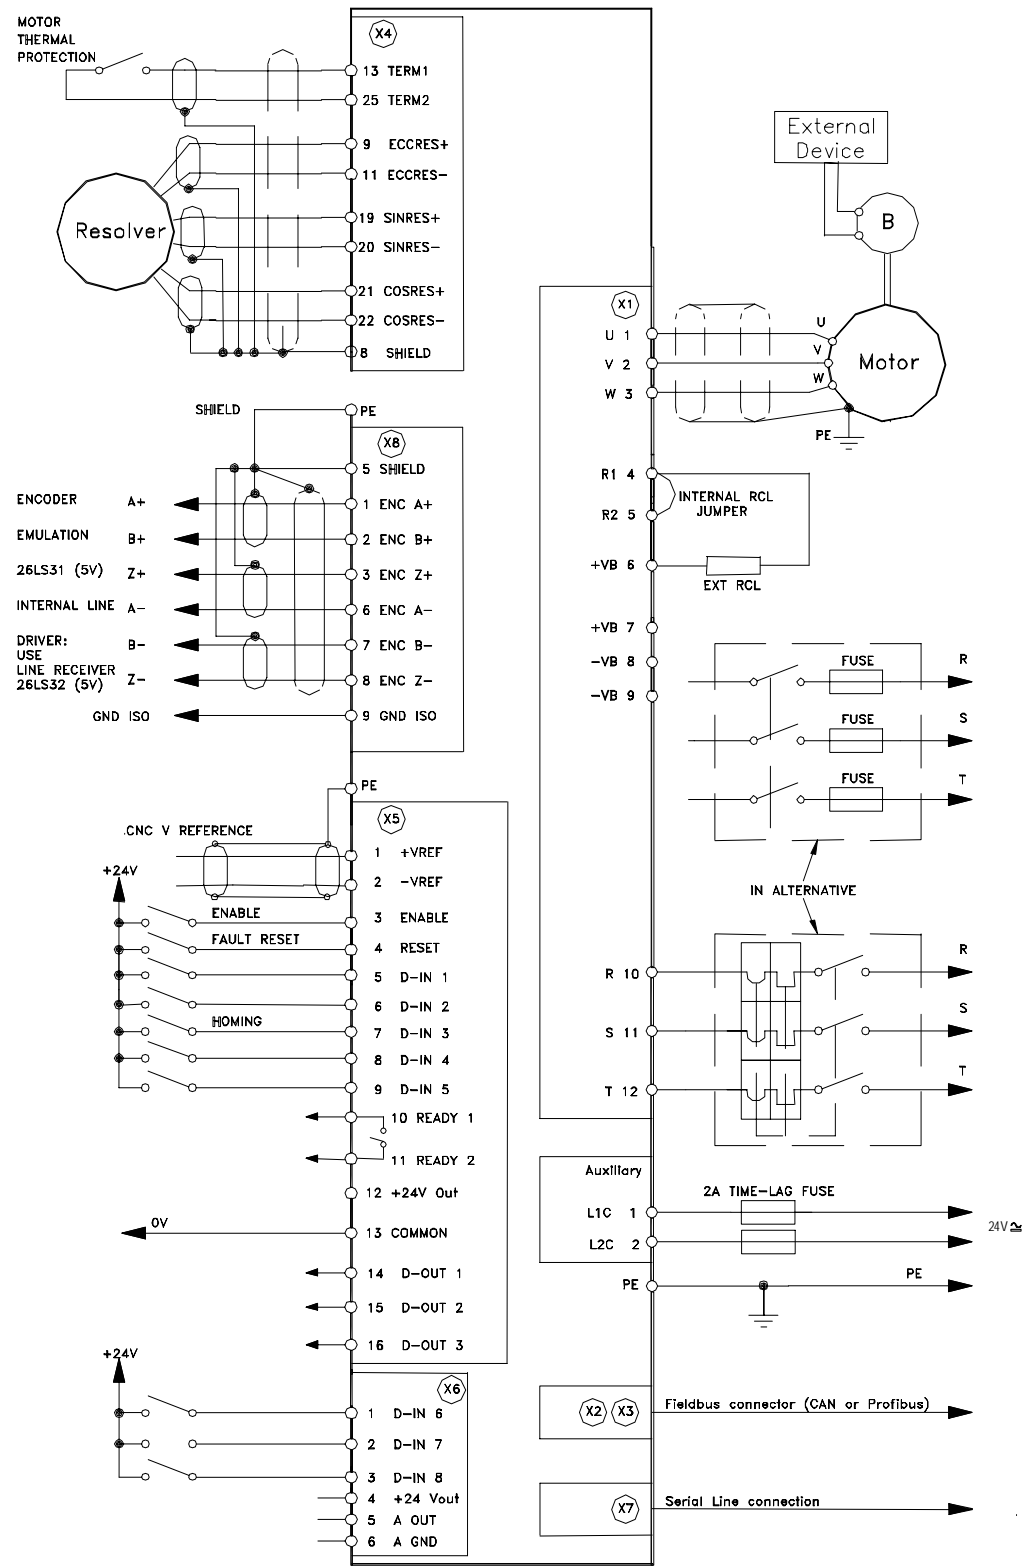 MOTOR
THERMAL
PROTECTION
X4
13 TERM1
25 TERM2
9 ECCRES+
11 ECCRES-
Resolver
19 SINRES+
20 SINRES-
21 COSRES+
22 COSRES-
8 SHIELD
External
Device
B
X1
U 1
V 2
W 3
U
V
W
Motor
PE
SHIELD
PE
X8
5 SHIELD
ENCODER A+
1 ENC A+
EMULATION B+
2 ENC B+
26LS31 (5V) Z+
3 ENC Z+
INTERNAL LINE A-
6 ENC A-
DRIVER:
USE
LINE RECEIVER
26LS32 (5V)
B-
7 ENC B-
Z-
8 ENC Z-
GND ISO
9 GND ISO
R1 4
R2 5
INTERNAL RCL
JUMPER
+VB 6
EXT RCL
+VB 7
-VB 8
-VB 9
FUSE
R
FUSE
S
FUSE
T
IN ALTERNATIVE
PE
X5
.CNC V REFERENCE
1 +VREF
2 -VREF
+24V
ENABLE
3 ENABLE
FAULT RESET
4 RESET
5 D-IN 1
6 D-IN 2
HOMING
7 D-IN 3
8 D-IN 4
9 D-IN 5
10 READY 1
11 READY 2
12 +24V Out
0V
13 COMMON
14 D-OUT 1
15 D-OUT 2
16 D-OUT 3
R 10
R
S 11
S
T 12
T
Auxiliary
2A TIME-LAG FUSE
L1C 1
L2C 2
24V ≃
PE
PE
+24V
X6
1 D-IN 6
2 D-IN 7
3 D-IN 8
4 +24 Vout
5 A OUT
6 A GND
X2 X3
Fieldbus connector (CAN or Profibus)
X7
Serial Line connection